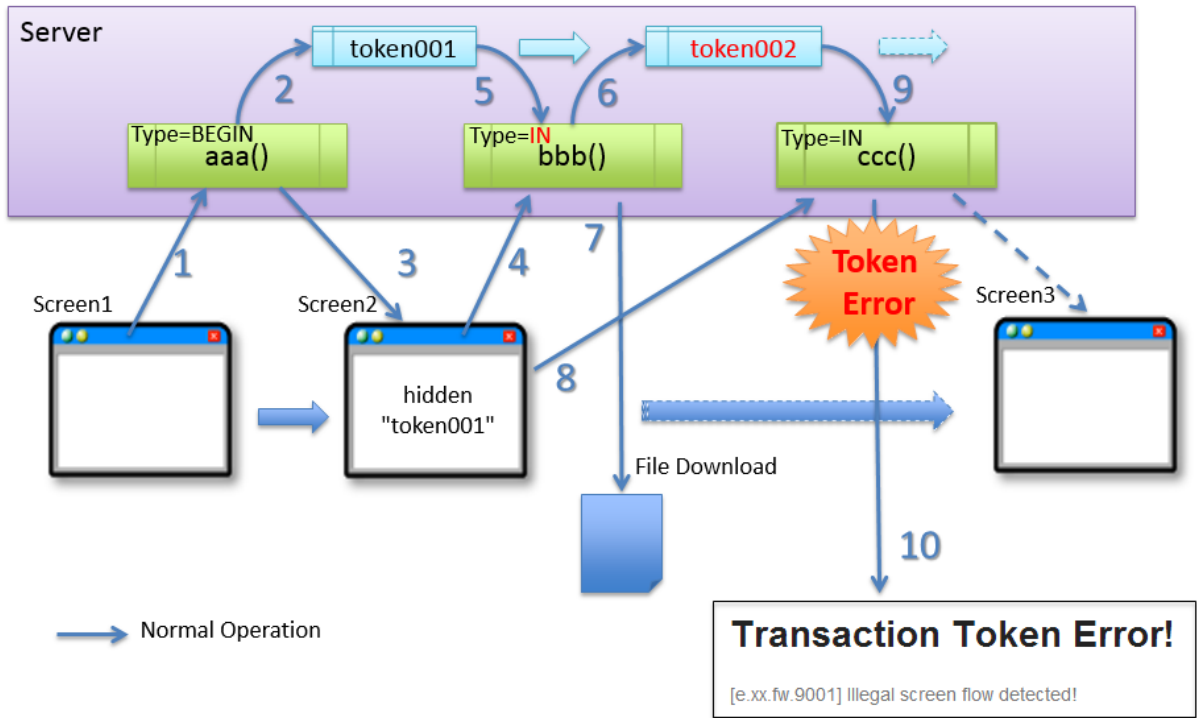 Server
token001
token002
2
5
6
9
Type=BEGIN
aaa()
Type=IN
bbb()
Type=IN
ccc()
1
3
4
7
8
Token
Error
Screen1
Screen2
Screen3
hidden
"token001"
File Download
10
Normal Operation
Transaction Token Error!
[e.xx.fw.9001] Illegal screen flow detected!